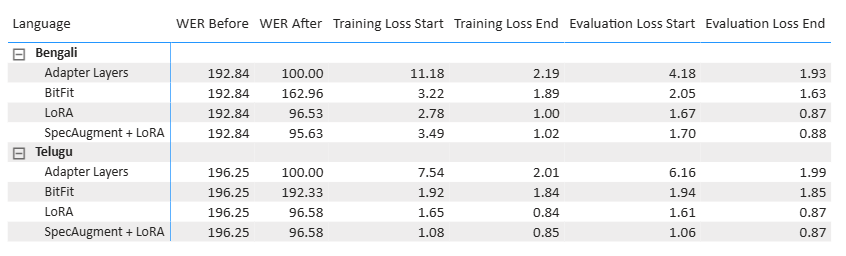 Language WER Before WER After Training Loss Start Training Loss End Evaluation Loss Start Evaluation Loss End
Bengali
Adapter Layers 192.84 100.00 11.18 2.19 4.18 1.93
BitFit 192.84 162.96 3.22 1.89 2.05 1.63
LoRA 192.84 96.53 2.78 1.00 1.67 0.87
SpecAugment + LoRA 192.84 95.63 3.49 1.02 1.70 0.88
Telugu
Adapter Layers 196.25 100.00 7.54 2.01 6.16 1.99
BitFit 196.25 192.33 1.92 1.84 1.94 1.85
LoRA 196.25 96.58 1.65 0.84 1.61 0.87
SpecAugment + LoRA 196.25 96.58 1.08 0.85 1.06 0.87